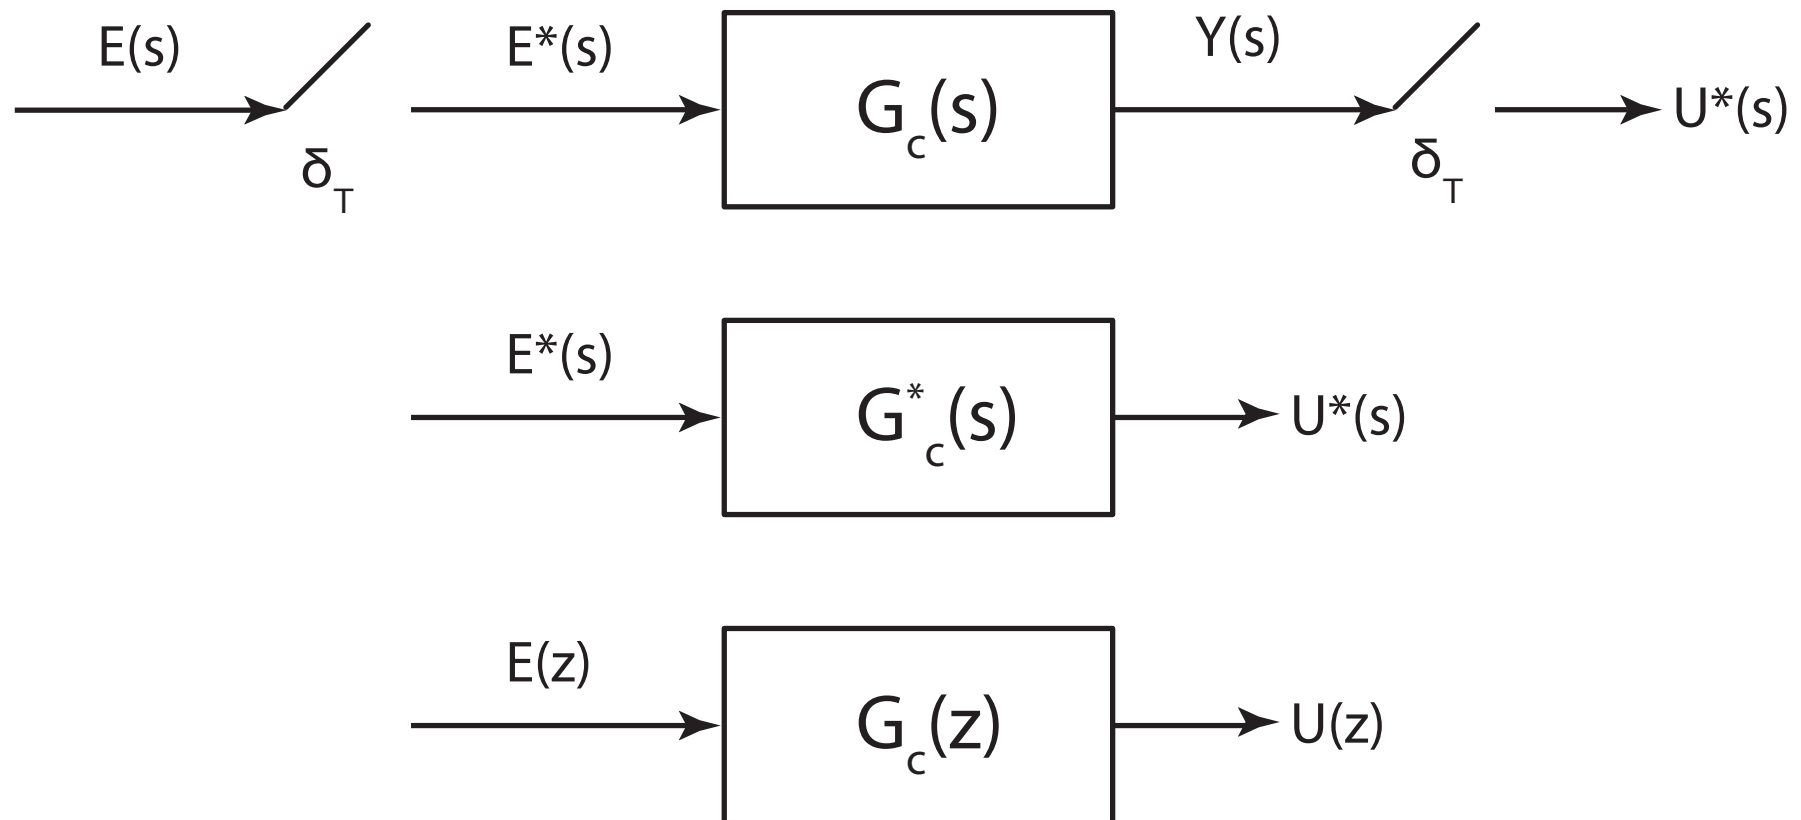 E(s) E*(s) G_c(s) Y(s) U*(s)
δ_T δ_T
E*(s) G*_c(s) U*(s)
E(z) G_c(z) U(z)